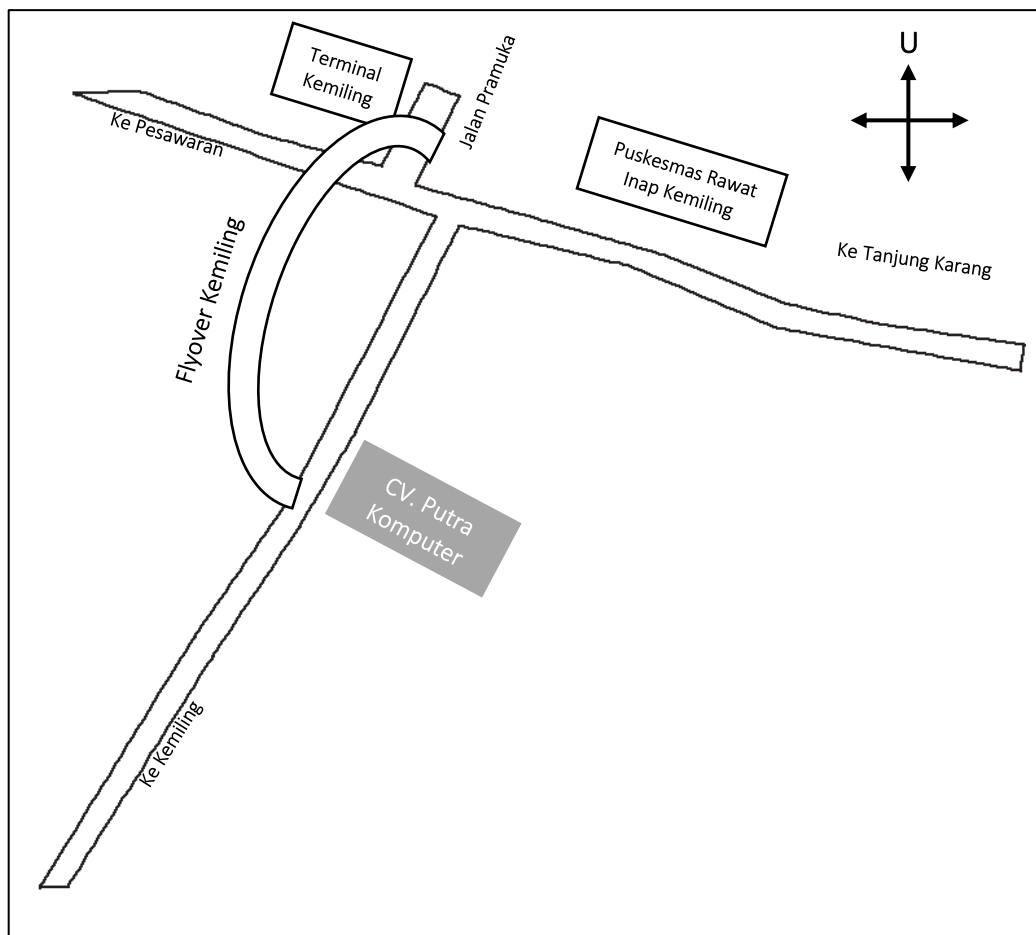 U
Terminal
Kemiling
Jalan Pramuka
Ke Pesawaran
Puskesmas Rawat
Inap Kemiling
Ke Tanjung Karang
Flyover Kemiling
CV. Putra
Komputer
Ke Kemiling